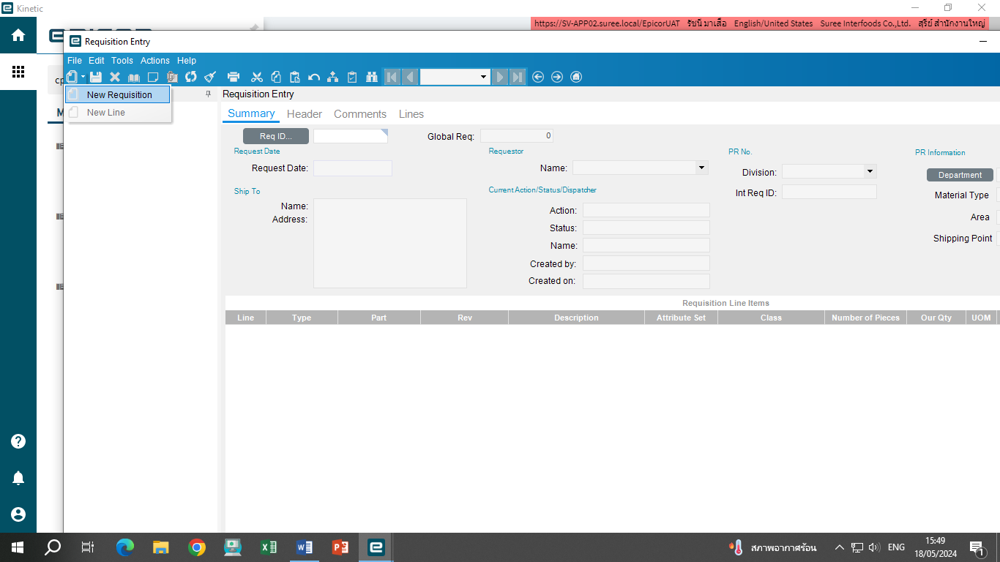 Kinetic
https://SV-APP02.suree.local/EpicorUAT รัชนี มาเสือ English/United States Suree Interfoods Co.,Ltd. สุรีย์ สำนักงานใหญ่
Requisition Entry
File Edit Tools Actions Help
New Requisition
New Line
Requisition Entry
Summary Header Comments Lines
Req ID... Global Req: 0
Request Date Requestor PR No. PR Information
Request Date: Name: Division: Department
Ship To Current Action/Status/Dispatcher Int Req ID: Material Type
Name: Action: Area
Address: Status: Shipping Point
Name:
Created by:
Created on:
Requisition Line Items
Line Type Part Rev Description Attribute Set Class Number of Pieces Our Qty UOM
สภาพอากาศร้อน ENG 15:49
18/05/2024 1